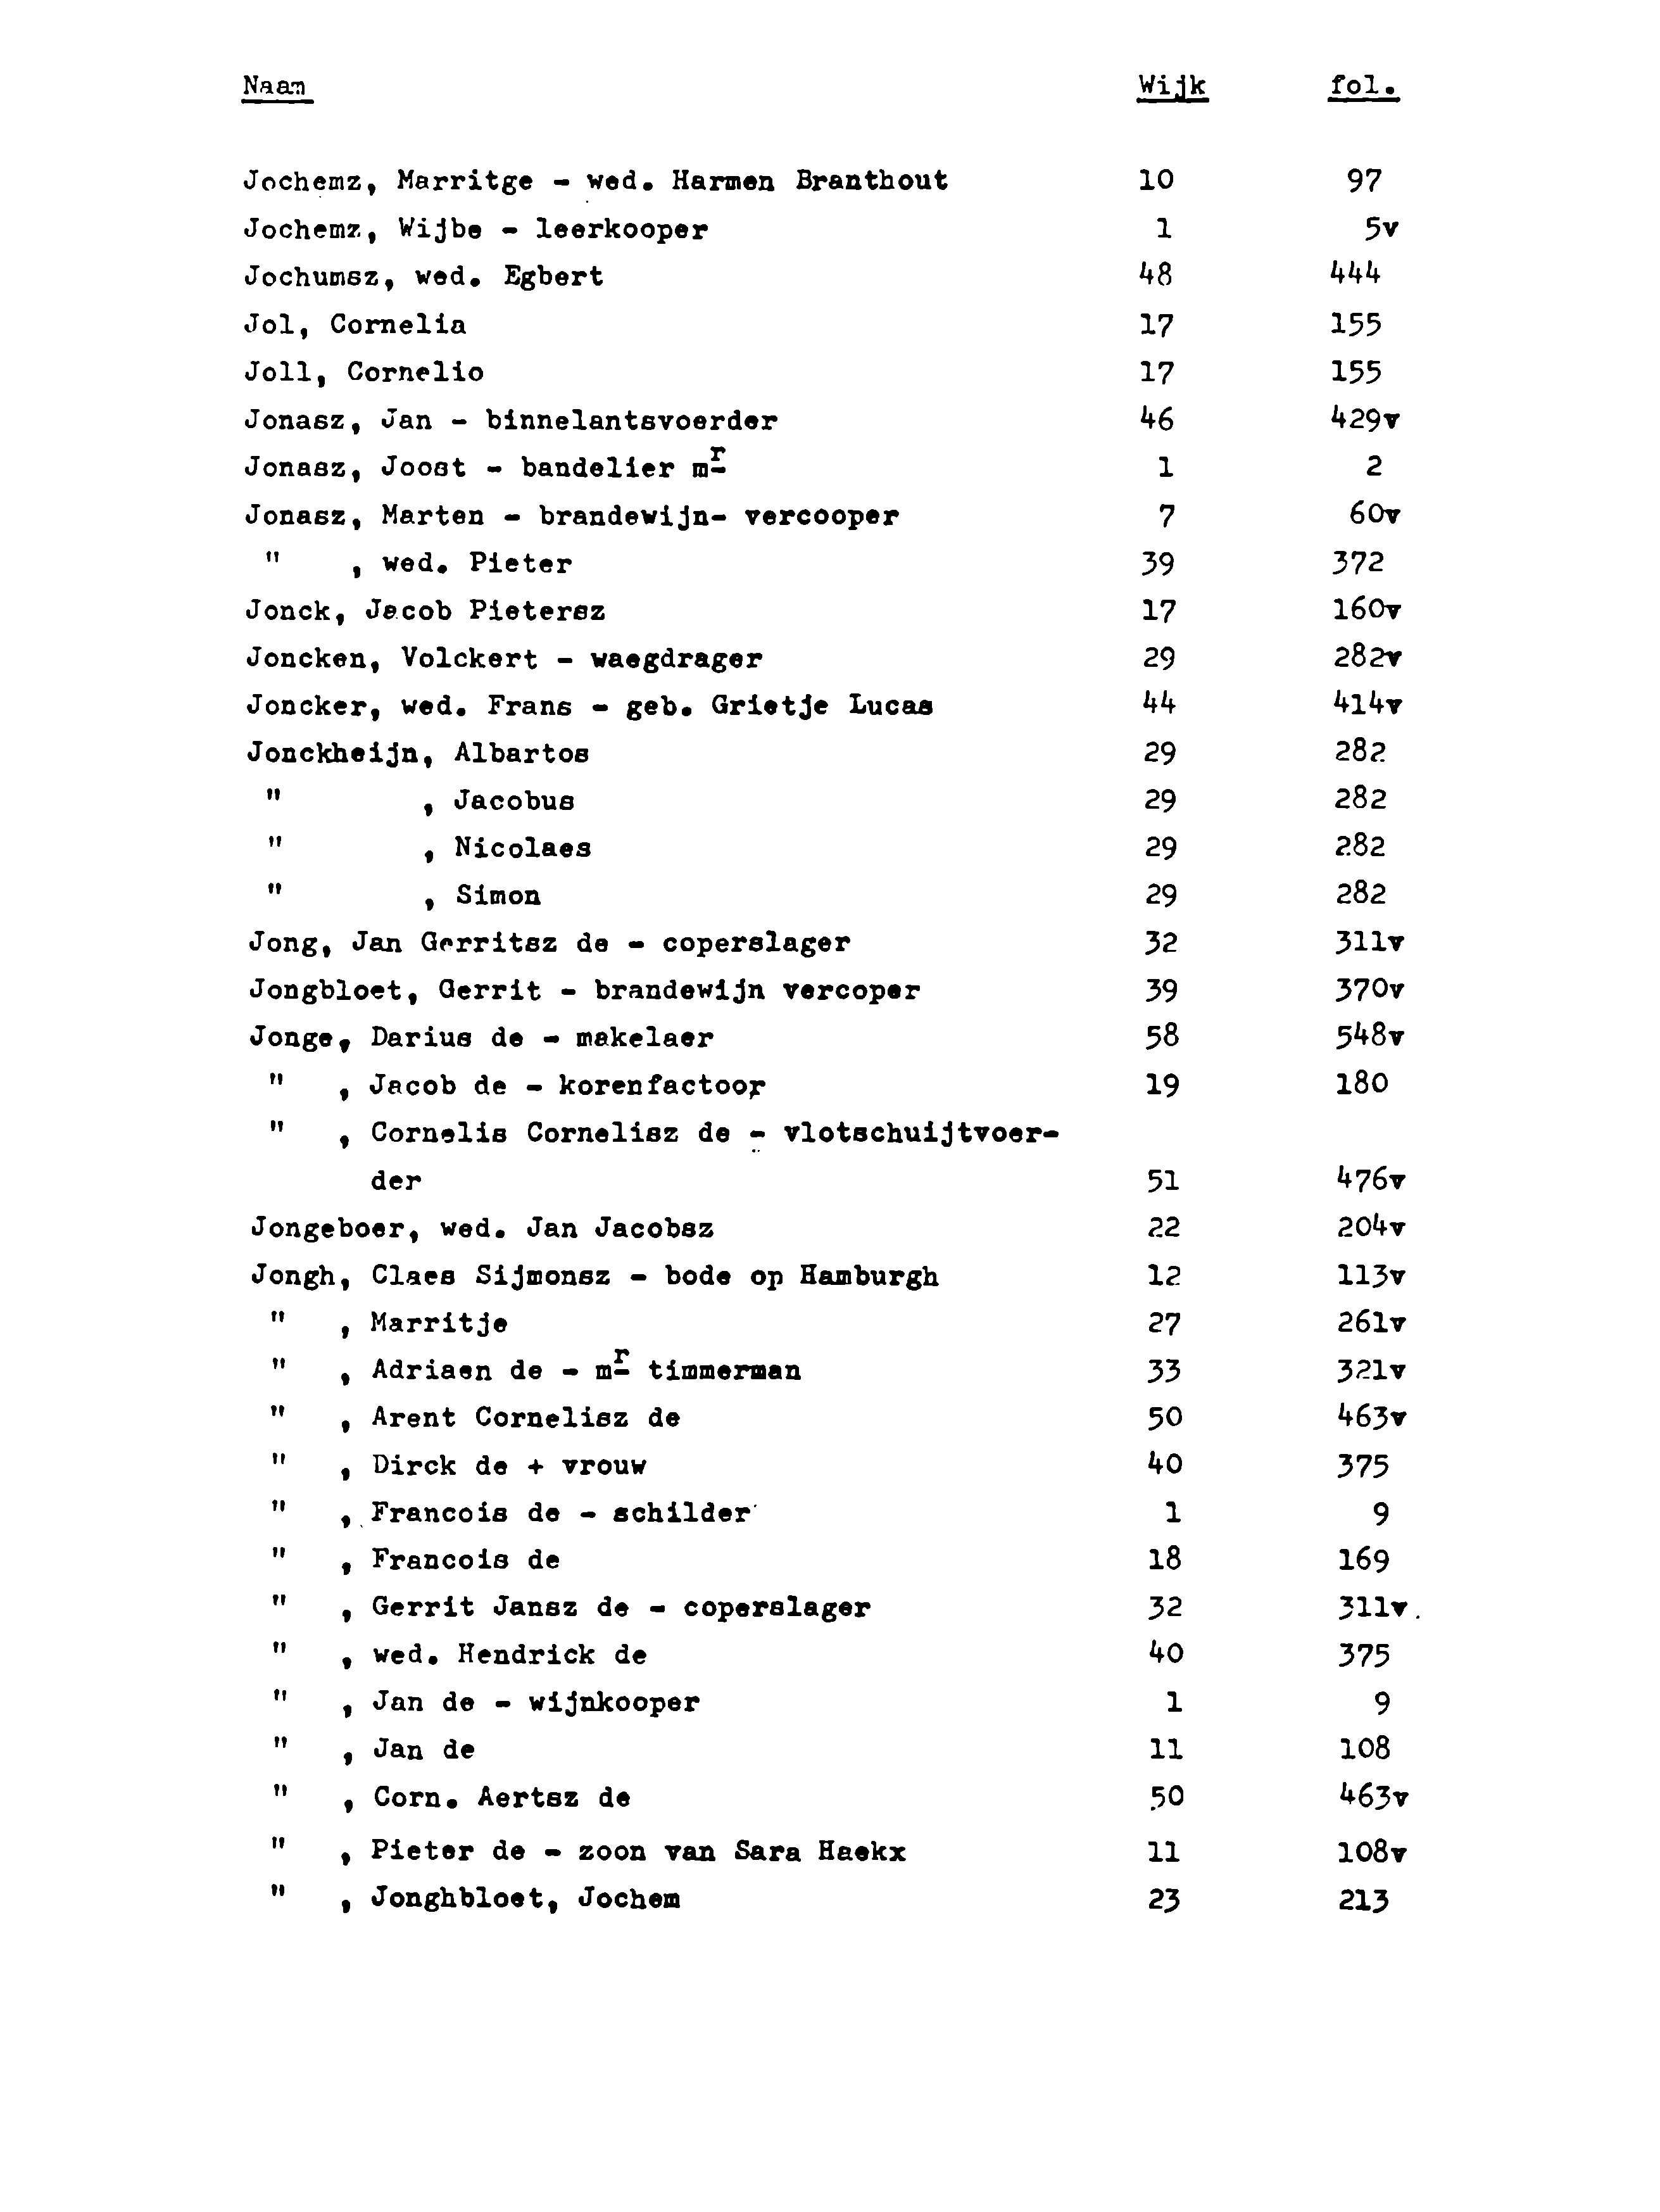 Naam Wijk fol.
Jochemz, Marritge - wed. Harmen Branthout 10 97
Jochemz, Wijbe - leerkooper 1 5v
Jochumsz, wed. Egbert 48 444
Jol, Cornelia 17 155
Joll, Cornelio 17 155
Jonasz, Jan - binnelantsvoerder 46 429v
Jonasz, Joost - bandelier mr 1 2
Jonasz, Marten - brandewijn- vercooper 7 60v
" , wed. Pieter 39 372
Jonck, Jacob Pietersz 17 160v
Joncken, Volckert - waegdrager 29 282v
Joncker, wed. Frans - geb. Grietje Lucas 44 414v
Jonckheijn, Albartos 29 282
" , Jacobus 29 282
" , Nicolaes 29 282
" , Simon 29 282
Jong, Jan Gerritsz de - coperslager 32 311v
Jongbloet, Gerrit - brandewijn vercoper 39 370v
Jonge, Darius de - makelaer 58 548v
" , Jacob de - korenfactoor 19 180
" , Cornelis Cornelisz de - vlotschuijtvoer-
der 51 476v
Jongeboer, wed. Jan Jacobsz 22 204v
Jongh, Claes Sijmonsz - bode op Hamburgh 12 113v
" , Marritje 27 261v
" , Adriaen de - mr timmerman 33 321v
" , Arent Cornelisz de 50 463v
" , Dirck de + vrouw 40 375
" , Francois de - schilder 1 9
" , Francois de 18 169
" , Gerrit Jansz de - coperslager 32 311v.
" , wed. Hendrick de 40 375
" , Jan de - wijnkooper 1 9
" , Jan de 11 108
" , Corn. Aertsz de 50 463v
" , Pieter de - zoon van Sara Haekx 11 108v
" , Jonghbloet, Jochem 23 213